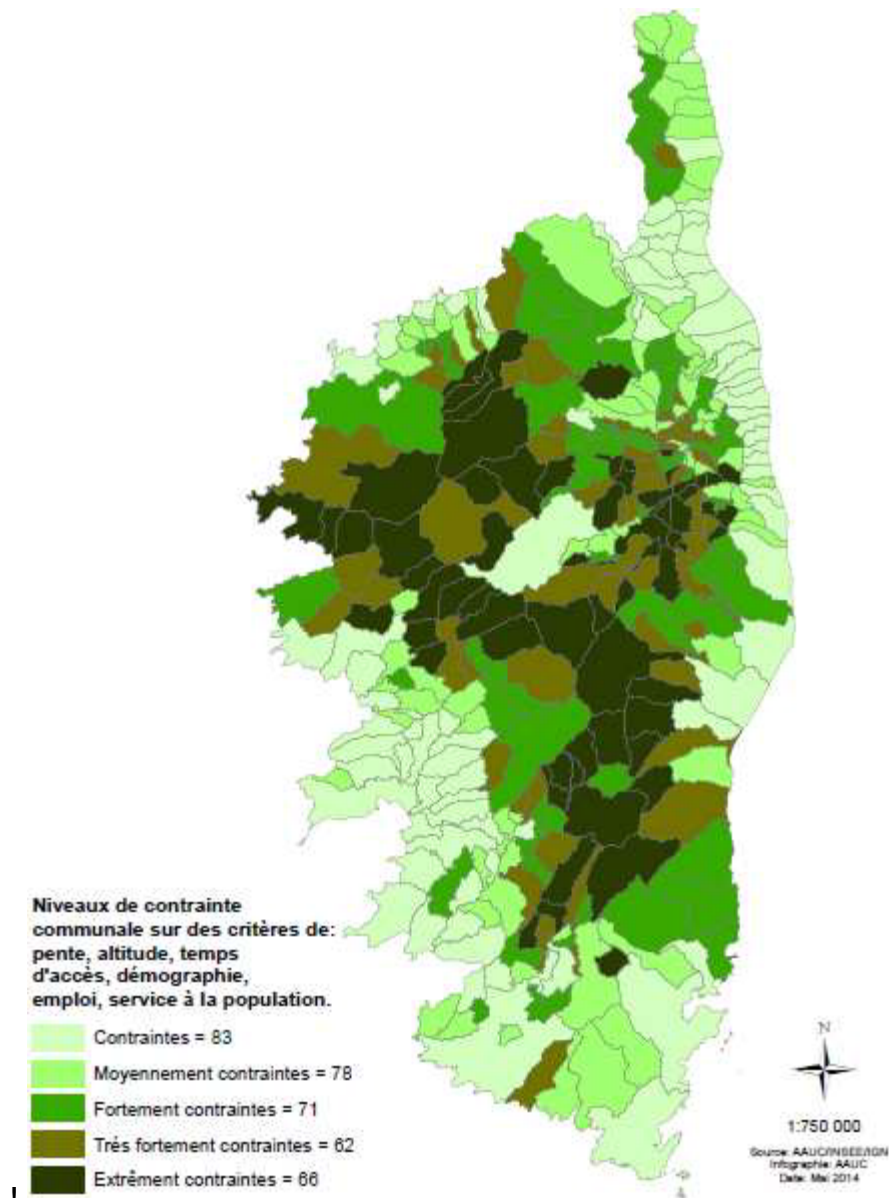 Niveaux de contrainte
communale sur des critères de:
pente, altitude, temps
d'accès, démographie,
emploi, service à la population.
Contraintes = 83
Moyennement contraintes = 78
Fortement contraintes = 71
Trés fortement contraintes = 62
Extrêment contraintes = 66
N
1:750 000
Source: AAUC/INSEE/IGN
Infographie: AAUC
Date: Mai 2014
!